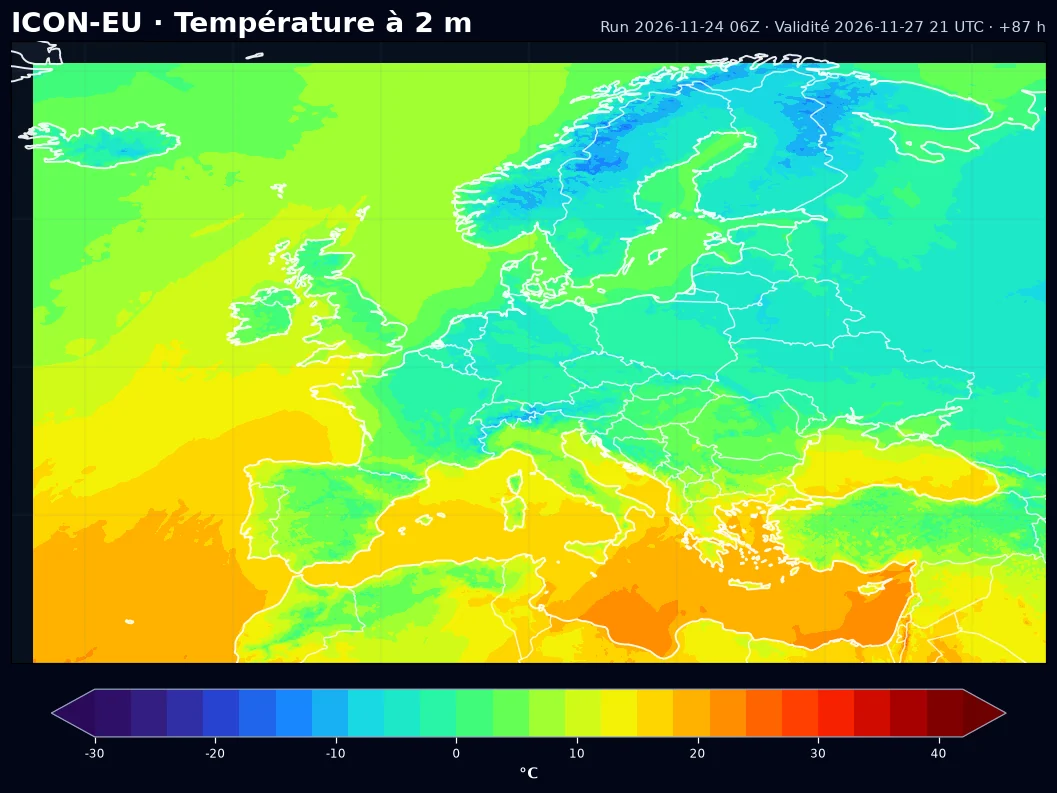 ICON-EU · Température à 2 m
Run 2026-11-24 06Z · Validité 2026-11-27 21 UTC · +87 h
-30 -20 -10 0 10 20 30 40
°C